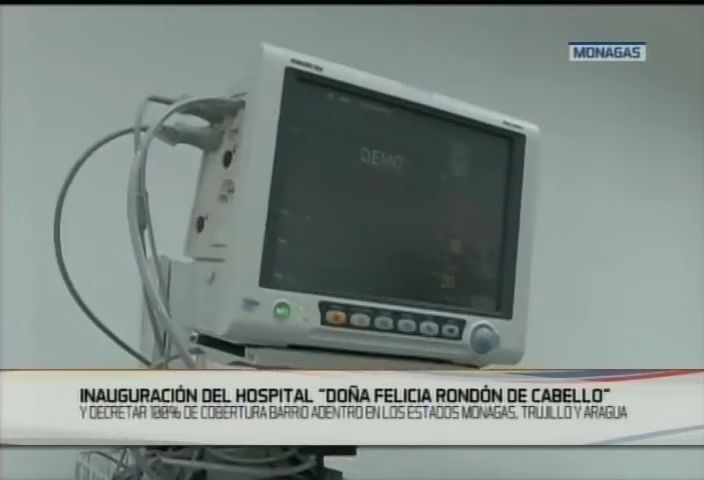 MONAGAS
DEMO
20
INAUGURACIÓN DEL HOSPITAL "DOÑA FELICIA RONDÓN DE CABELLO"
Y DECRETAR 100% DE COBERTURA BARRIO ADENTRO EN LOS ESTADOS MONAGAS, TRUJILLO Y ARAGUA